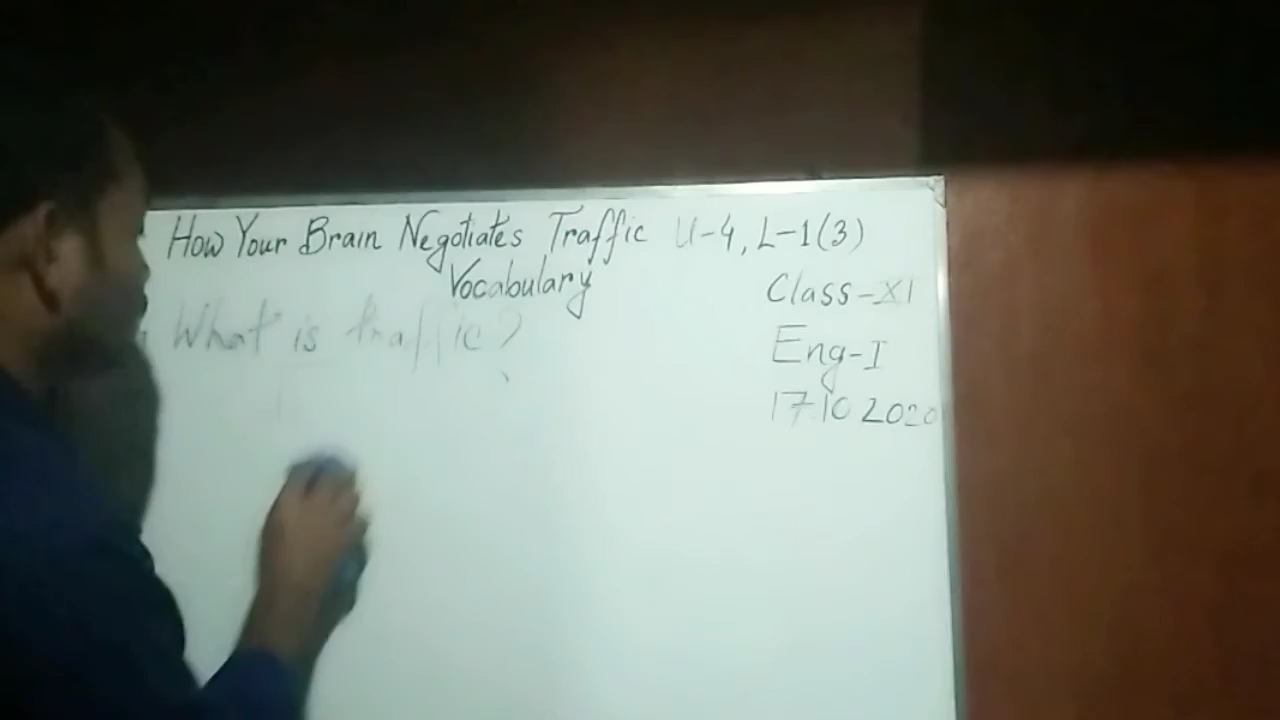 How Your Brain Negotiates Traffic U-4, L-1(3)
Vocabulary
Class-XI
What is traffic?
Eng-I
17 10 2020